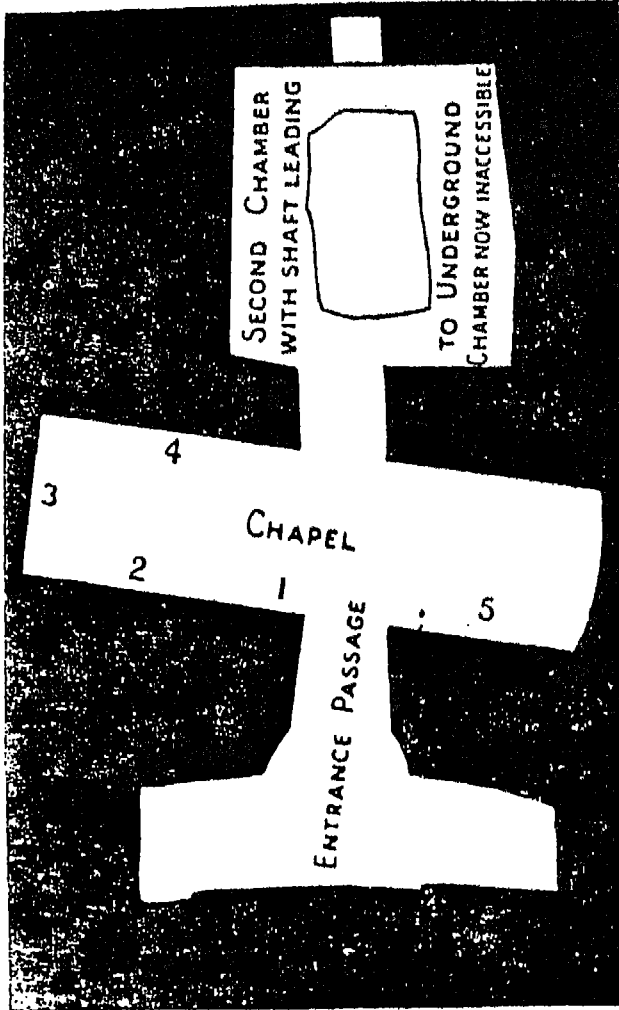 SECOND CHAMBER
WITH SHAFT LEADING
TO UNDERGROUND
CHAMBER NOW INACCESSIBLE
4
3
CHAPEL
2
1
5
ENTRANCE PASSAGE